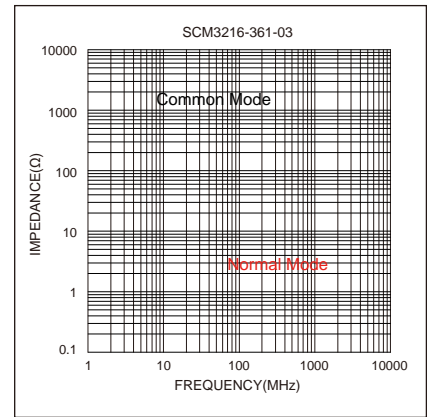 SCM3216-361-03
10000
Common Mode
1000
100
IMPEDANCE(Ω)
10
Normal Mode
1
0.1
1 10 100 1000 10000
FREQUENCY(MHz)